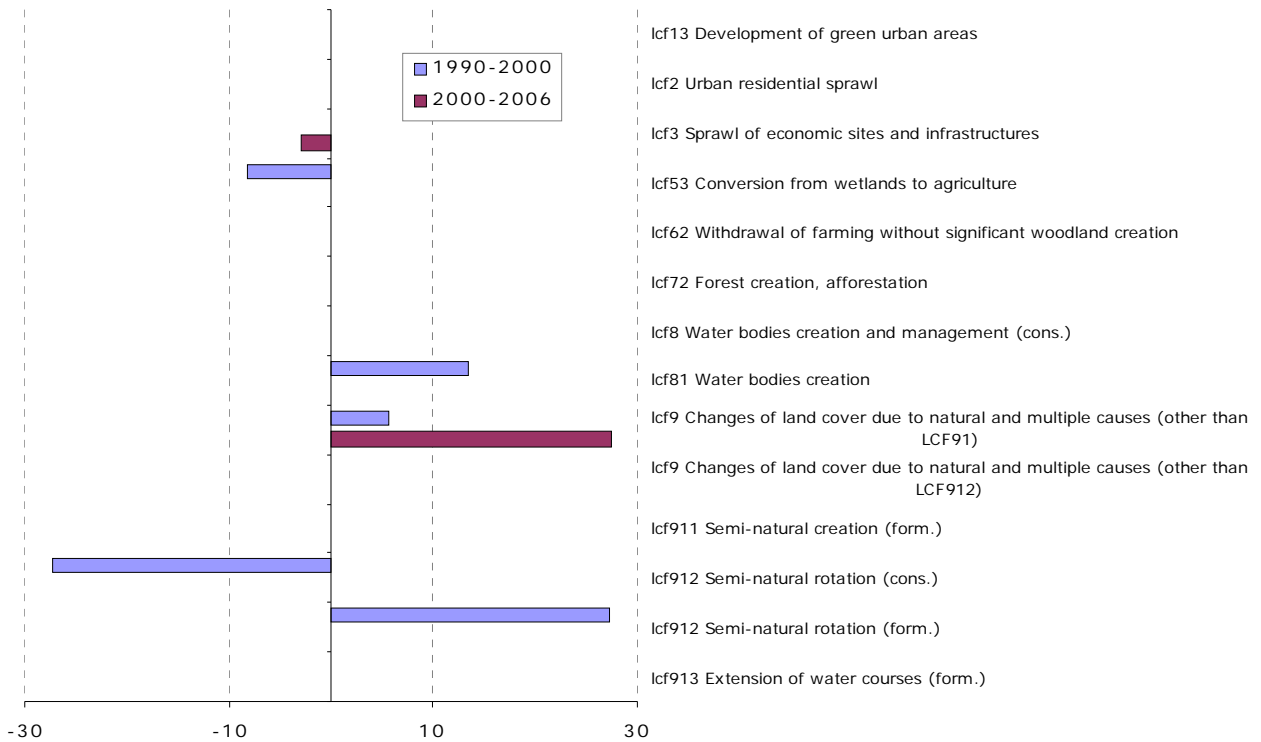 lcf13 Development of green urban areas
1990-2000
2000-2006
lcf2 Urban residential sprawl
lcf3 Sprawl of economic sites and infrastructures
lcf53 Conversion from wetlands to agriculture
lcf62 Withdrawal of farming without significant woodland creation
lcf72 Forest creation, afforestation
lcf8 Water bodies creation and management (cons.)
lcf81 Water bodies creation
lcf9 Changes of land cover due to natural and multiple causes (other than
LCF91)
lcf9 Changes of land cover due to natural and multiple causes (other than
LCF912)
lcf911 Semi-natural creation (form.)
lcf912 Semi-natural rotation (cons.)
lcf912 Semi-natural rotation (form.)
lcf913 Extension of water courses (form.)
-30 -10 10 30